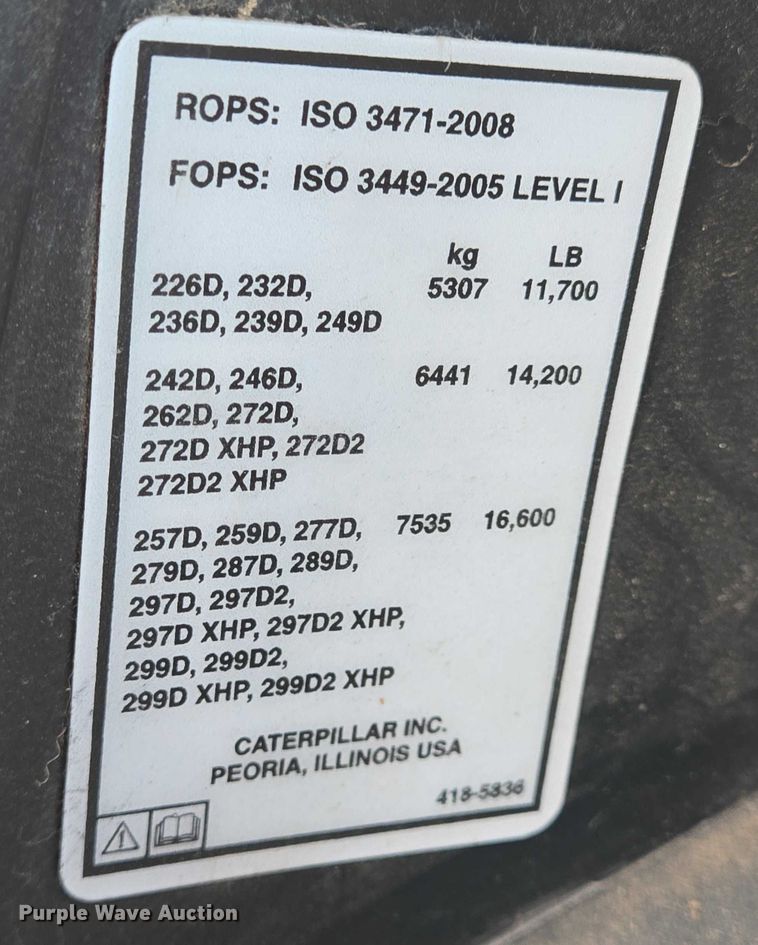 ROPS: ISO 3471-2008
FOPS: ISO 3449-2005 LEVEL I
kg LB
226D, 232D, 5307 11,700
236D, 239D, 249D
242D, 246D, 6441 14,200
262D, 272D,
272D XHP, 272D2
272D2 XHP
257D, 259D, 277D, 7535 16,600
279D, 287D, 289D,
297D, 297D2,
297D XHP, 297D2 XHP,
299D, 299D2,
299D XHP, 299D2 XHP
CATERPILLAR INC.
PEORIA, ILLINOIS USA
418-5336
Purple Wave Auction